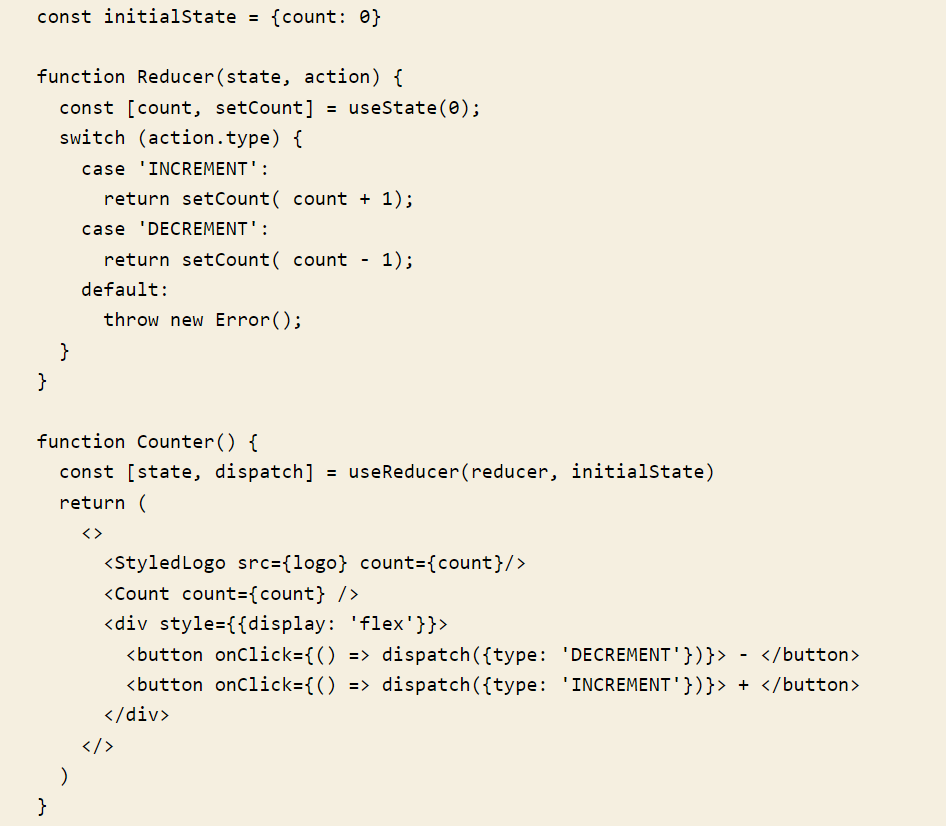 const initialState = {count: 0}

function Reducer(state, action) {
  const [count, setCount] = useState(0);
  switch (action.type) {
    case 'INCREMENT':
      return setCount( count + 1);
    case 'DECREMENT':
      return setCount( count - 1);
    default:
      throw new Error();
  }
}

function Counter() {
  const [state, dispatch] = useReducer(reducer, initialState)
  return (
    <>
      <StyledLogo src={logo} count={count}/>
      <Count count={count} />
      <div style={{display: 'flex'}}>
        <button onClick={() => dispatch({type: 'DECREMENT'})}> - </button>
        <button onClick={() => dispatch({type: 'INCREMENT'})}> + </button>
      </div>
    </>
  )
}